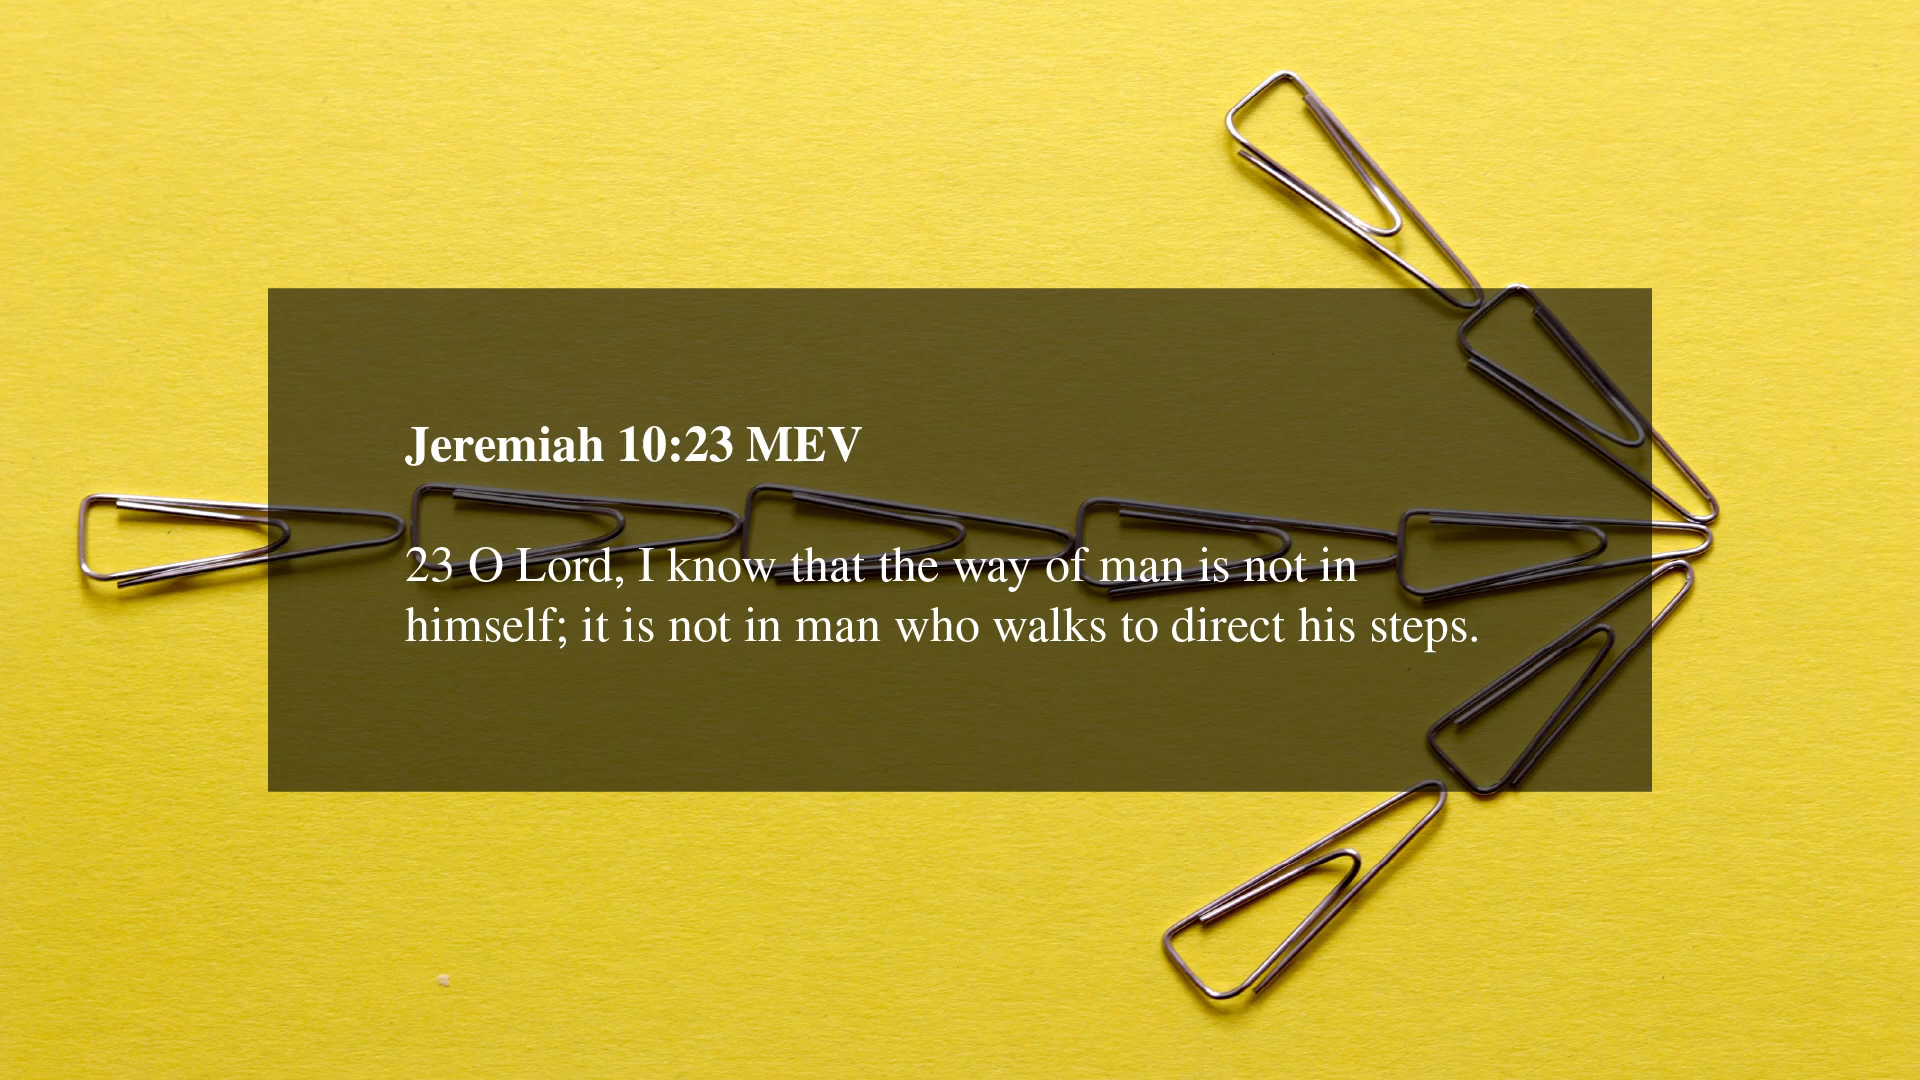 Jeremiah 10:23 MEV
23 O Lord, I know that the way of man is not in
himself; it is not in man who walks to direct his steps.